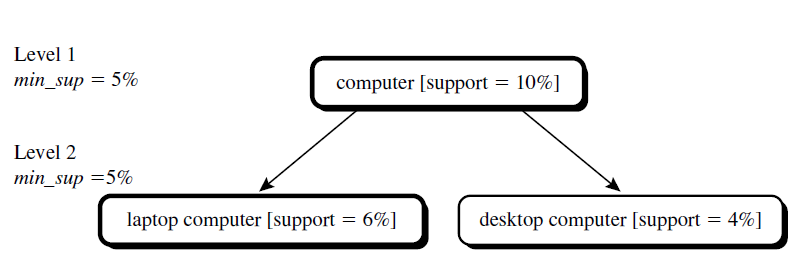 Level 1
min_sup = 5%
computer [support = 10%]
Level 2
min_sup =5%
laptop computer [support = 6%]
desktop computer [support = 4%]